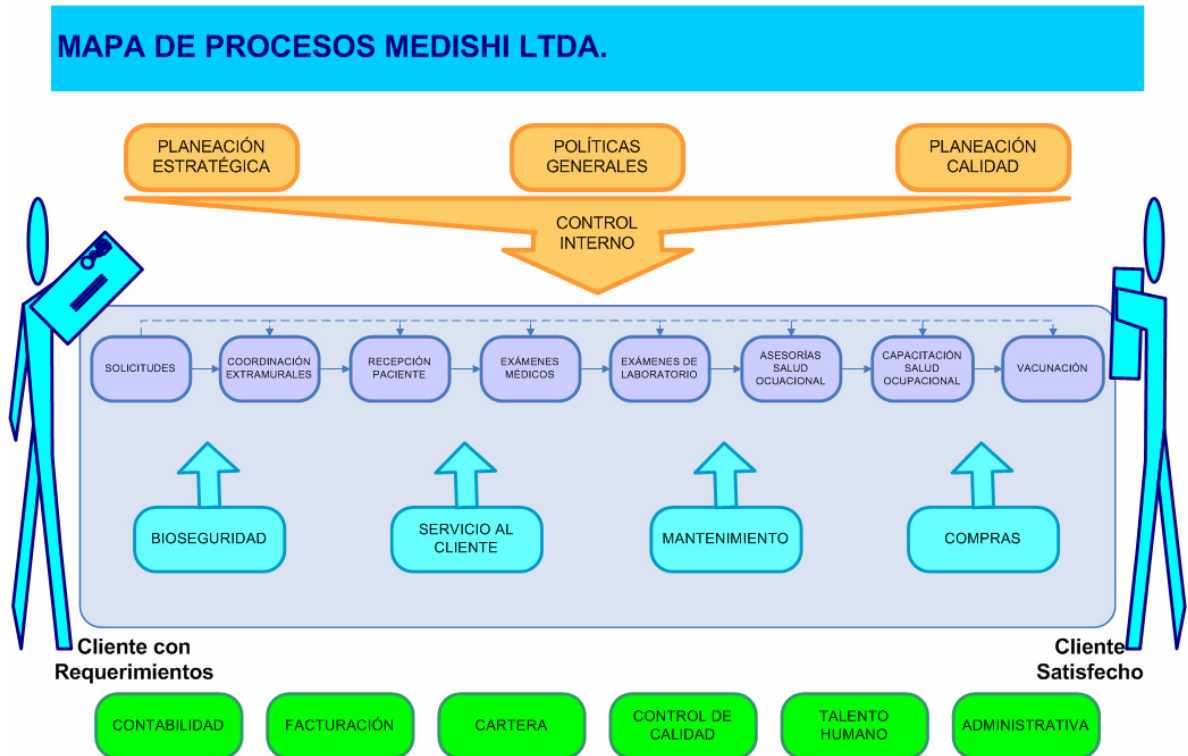 MAPA DE PROCESOS MEDISHI LTDA.
PLANEACIÓN
ESTRATÉGICA
POLÍTICAS
GENERALES
PLANEACIÓN
CALIDAD
CONTROL
INTERNO
SOLICITUDES
COORDINACIÓN
EXTRAMURALES
RECEPCIÓN
PACIENTE
EXÁMENES
MÉDICOS
EXÁMENES DE
LABORATORIO
ASESORÍAS
SALUD
OCUACIONAL
CAPACITACIÓN
SALUD
OCUPACIONAL
VACUNACIÓN
BIOSEGURIDAD
SERVICIO AL
CLIENTE
MANTENIMIENTO
COMPRAS
Cliente con
Requerimientos
Cliente
Satisfecho
CONTABILIDAD
FACTURACIÓN
CARTERA
CONTROL DE
CALIDAD
TALENTO
HUMANO
ADMINISTRATIVA